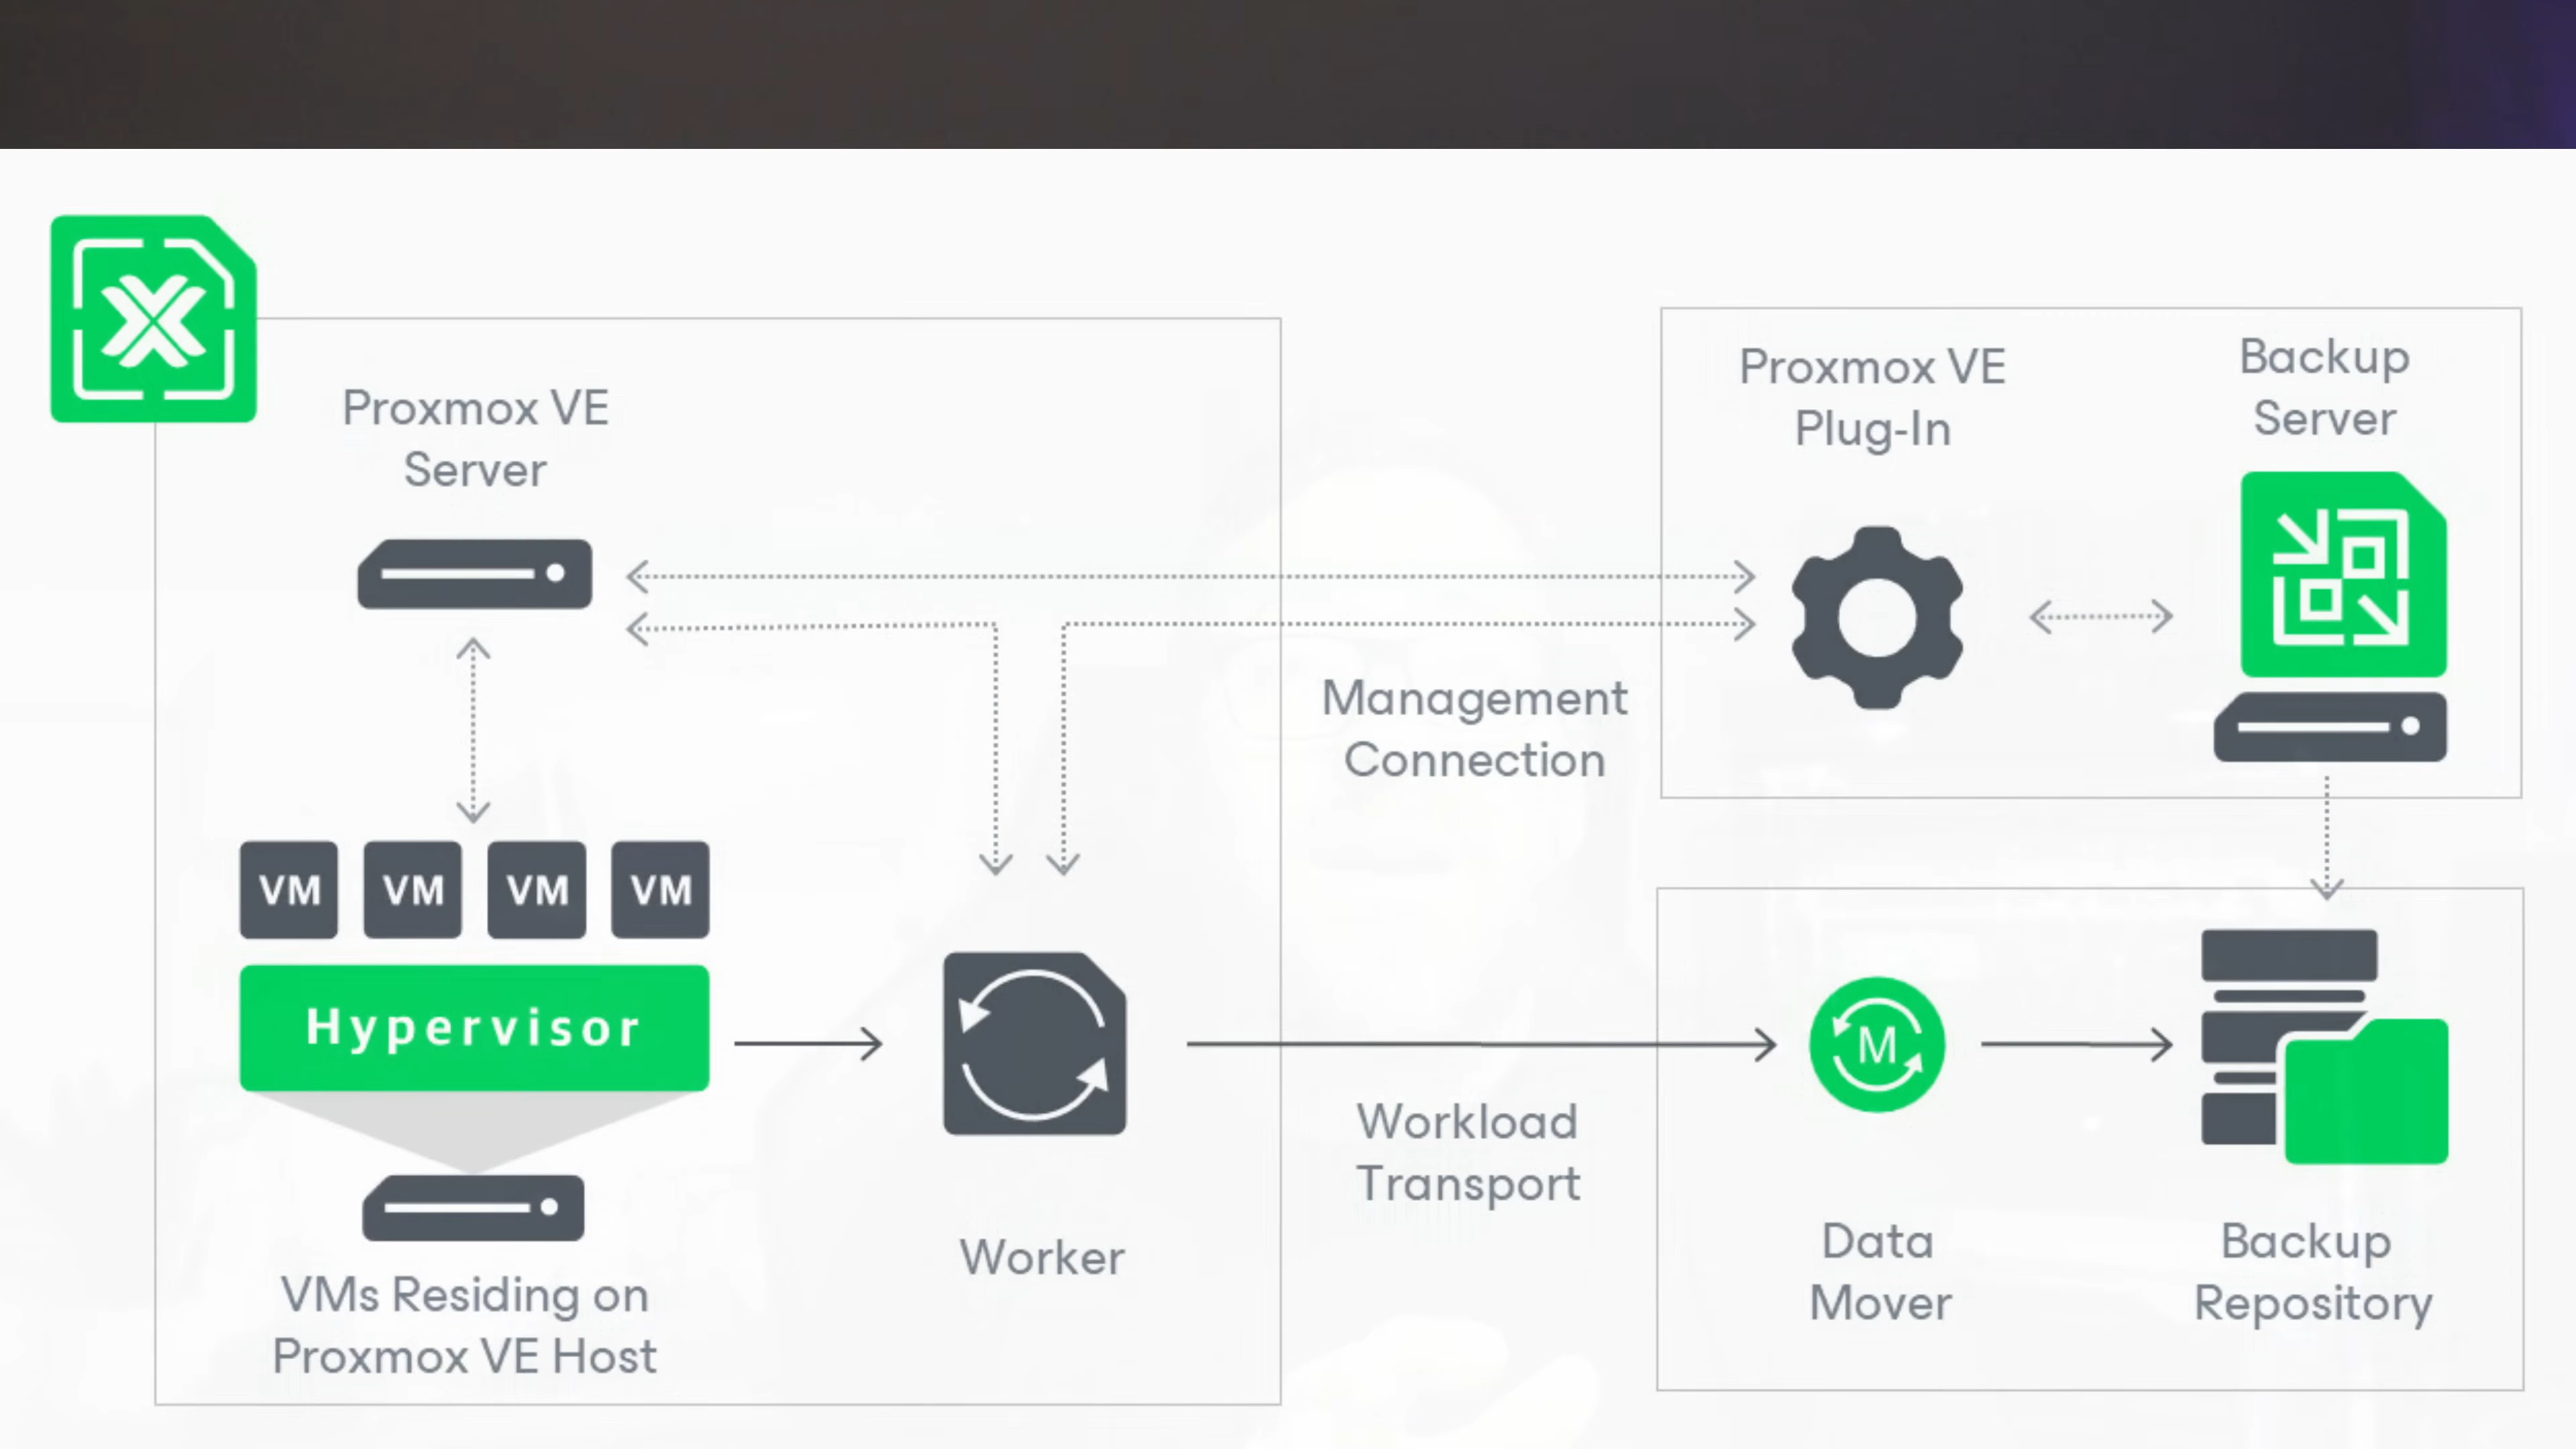 Proxmox VE
Server
Proxmox VE
Plug-In
Backup
Server
Management
Connection
VM VM VM VM
Hypervisor
VMs Residing on
Proxmox VE Host
Worker
Workload
Transport
M
Data
Mover
Backup
Repository